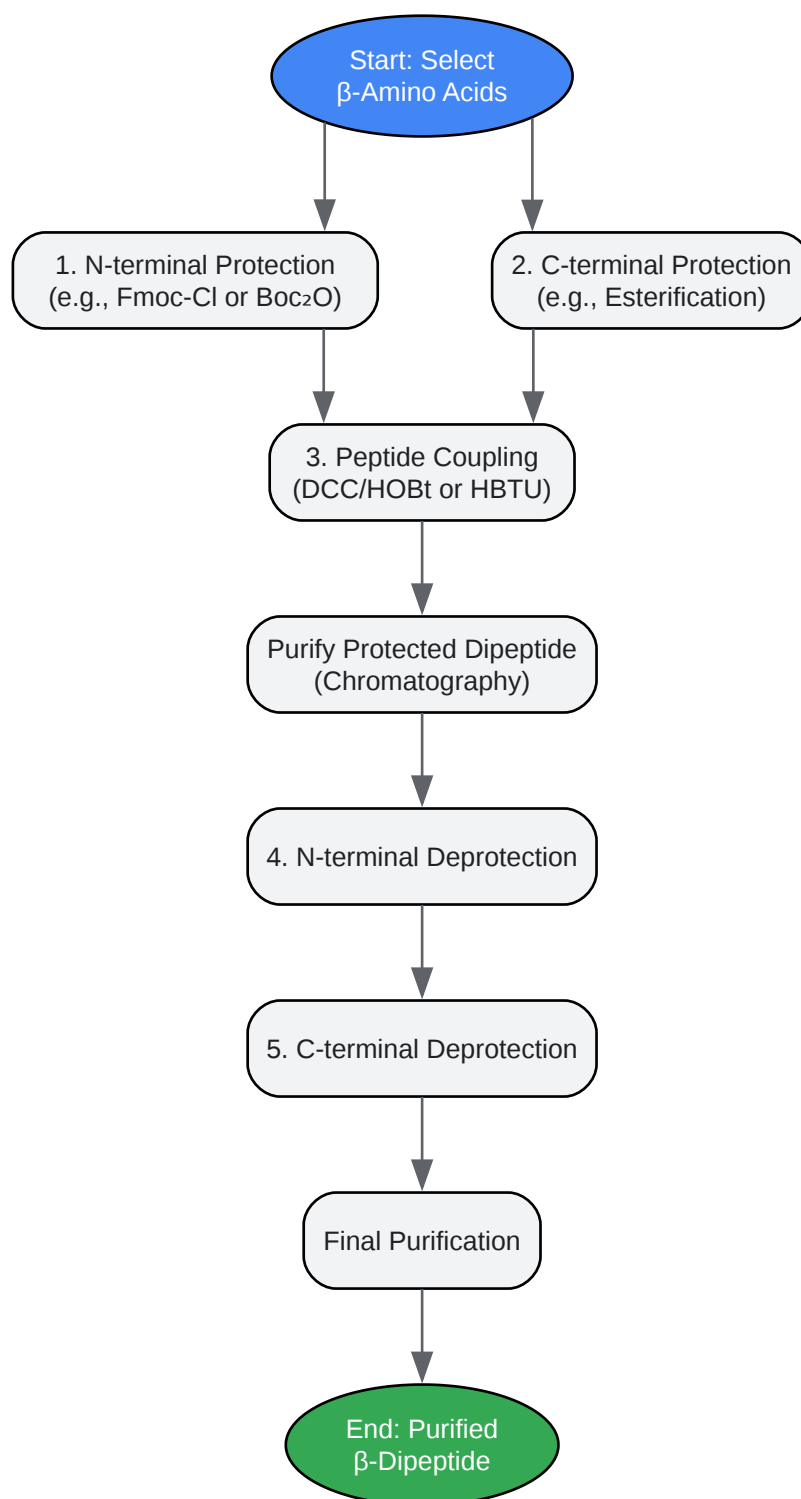 Start: Select
β-Amino Acids
1. N-terminal Protection
(e.g., Fmoc-Cl or Boc₂O)
2. C-terminal Protection
(e.g., Esterification)
3. Peptide Coupling
(DCC/HOBt or HBTU)
Purify Protected Dipeptide
(Chromatography)
4. N-terminal Deprotection
5. C-terminal Deprotection
Final Purification
End: Purified
β-Dipeptide